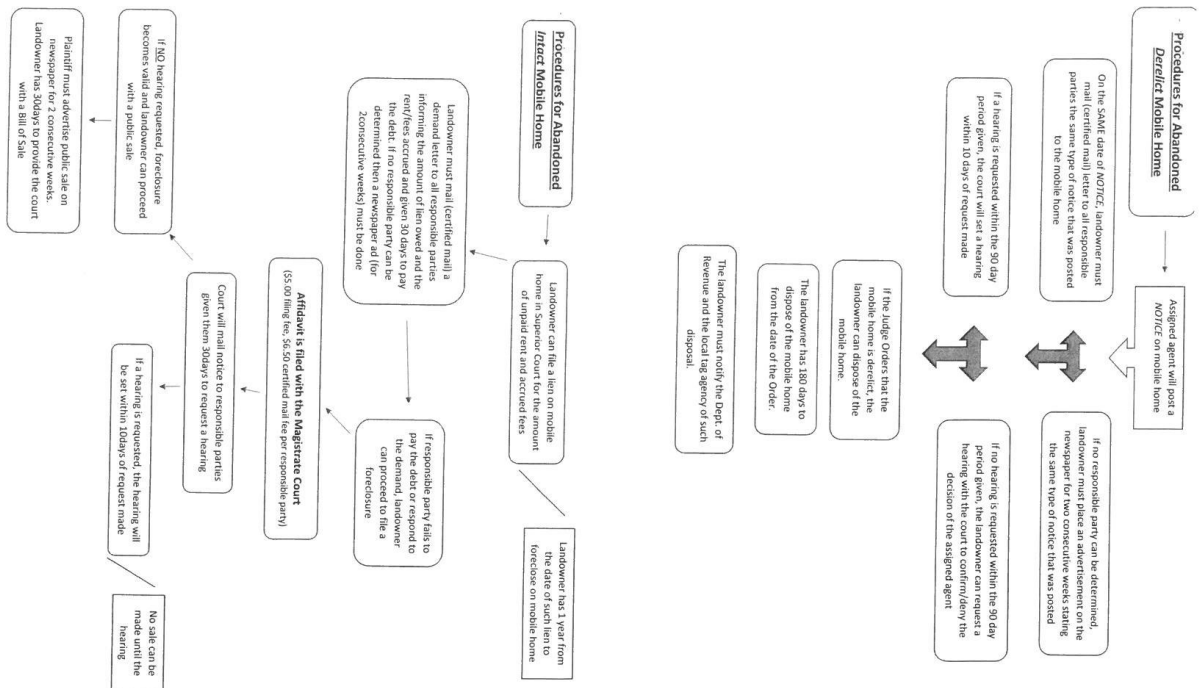 Procedures for Abandoned
Derelict Mobile Home
Assigned agent will post a
NOTICE on mobile home
On the SAME date of NOTICE, landowner must
mail (certified mail) letter to all responsible
parties the same type of notice that was posted
to the mobile home
If no responsible party can be determined,
landowner must place an advertisement on the
newspaper for two consecutive weeks stating
the same type of notice that was posted
If a hearing is requested within the 90 day
period given, the court will set a hearing
within 10 days of request made
If no hearing is requested within the 90 day
period given, the landowner can request a
hearing with the court to confirm/deny the
decision of the assigned agent
If the Judge Orders that the
mobile home is derelict, the
landowner can dispose of the
mobile home.
The landowner has 180 days to
dispose of the mobile home
from the date of the Order.
The landowner must notify the Dept. of
Revenue and the local tag agency of such
disposal.
Procedures for Abandoned
Intact Mobile Home
Landowner can file a lien on mobile
home in Superior Court for the amount
of unpaid rent and accrued fees
Landowner has 1 year from
the date of such lien to
foreclose on mobile home
Landowner must mail (certified mail) a
demand letter to all responsible parties
informing the amount of lien owed and the
rent/fees accrued and given 30 days to pay
the debt. If no responsible party can be
determined then a newspaper ad (for
2consecutive weeks) must be done
If responsible party fails to
pay the debt or respond to
the demand, landowner
can proceed to file a
foreclosure
Affidavit is filed with the Magistrate Court
($5.00 filing fee, $6.50 certified mail fee per responsible party)
Court will mail notice to responsible parties
given them 30days to request a hearing
If NO hearing requested, foreclosure
becomes valid and landowner can proceed
with a public sale
If a hearing is requested, the hearing will
be set within 10days of request made
No sale can be
made until the
hearing
Plaintiff must advertise public sale on
newspaper for 2 consecutive weeks.
Landowner has 30days to provide the court
with a Bill of Sale